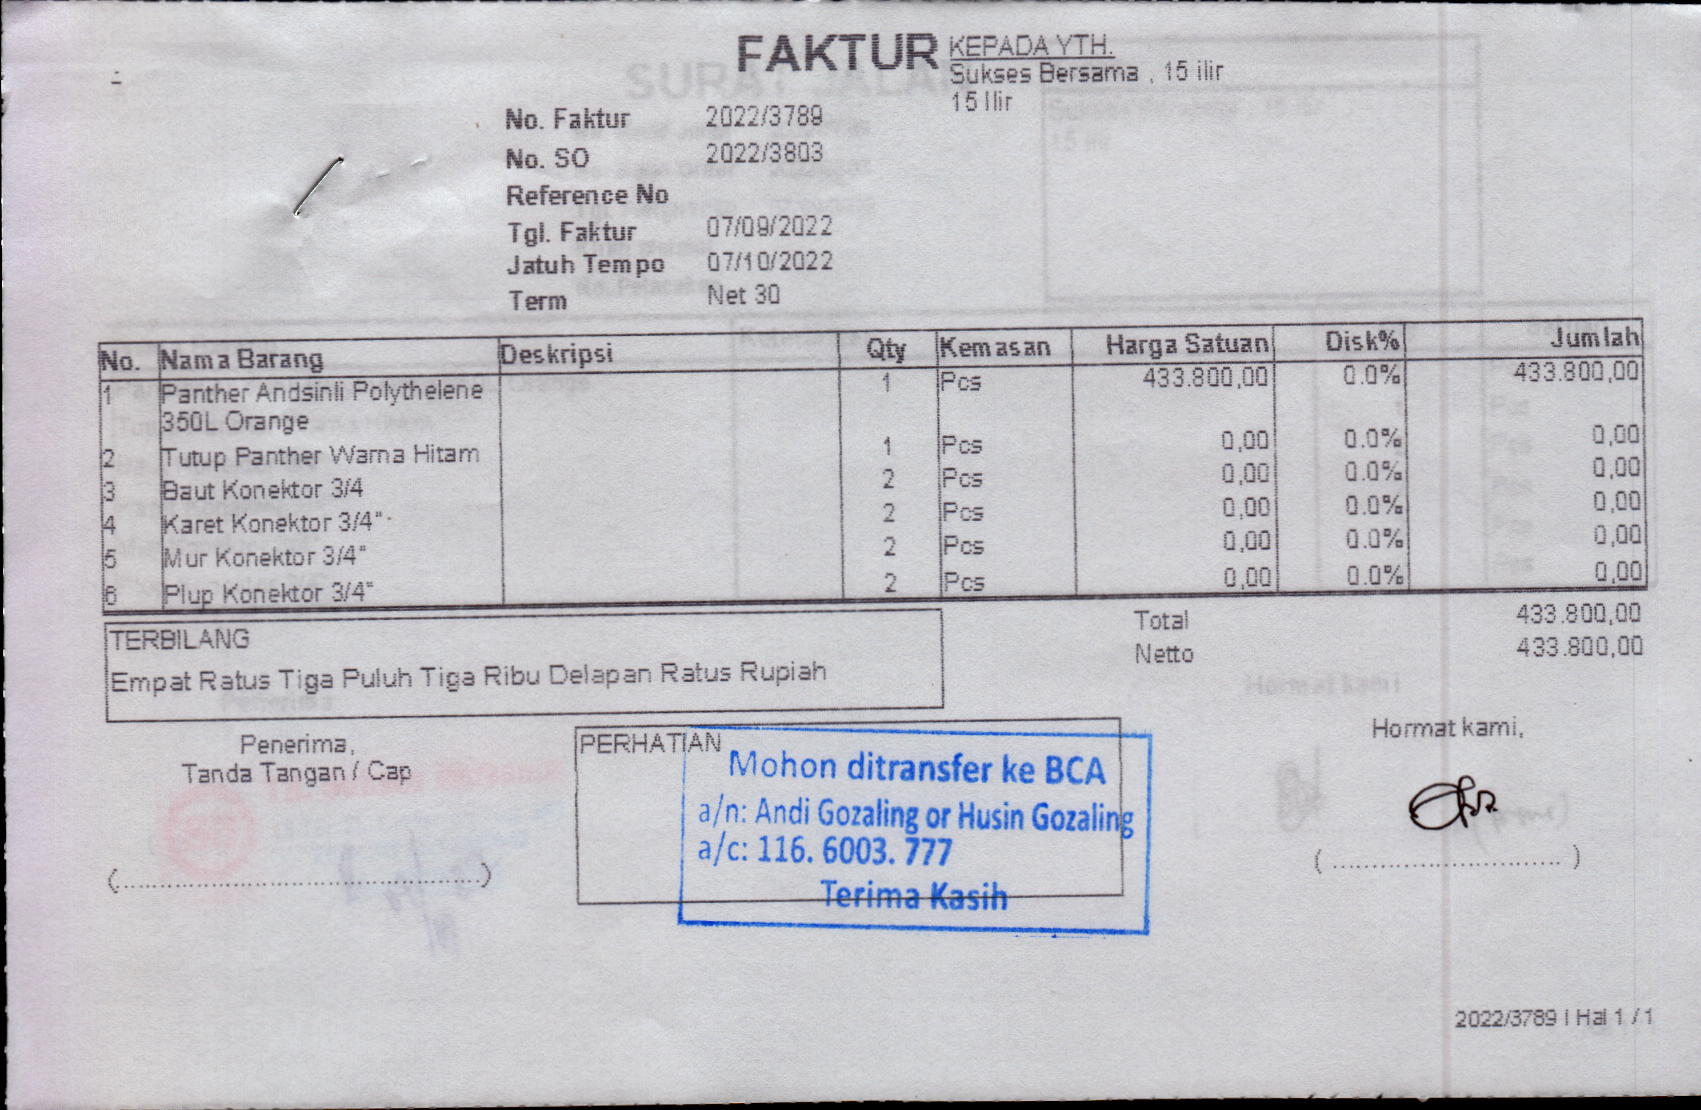 FAKTUR
KEPADA YTH.
Sukses Bersama , 15 ilir
15 Ilir
No. Faktur 2022/3789
No. SO 2022/3803
Reference No
Tgl. Faktur 07/09/2022
Jatuh Tempo 07/10/2022
Term Net 30
No. Nama Barang Deskripsi Qty Kemasan Harga Satuan Disk% Jumlah
1 Panther Andsinli Polythelene 1 Pcs 433.800,00 0.0% 433.800,00
350L Orange
2 Tutup Panther Warna Hitam 1 Pcs 0,00 0.0% 0,00
3 Baut Konektor 3/4 2 Pcs 0,00 0.0% 0,00
4 Karet Konektor 3/4" 2 Pcs 0,00 0.0% 0,00
5 Mur Konektor 3/4" 2 Pcs 0,00 0.0% 0,00
6 Plup Konektor 3/4" 2 Pcs 0,00 0.0% 0,00
Total 433.800,00
Netto 433.800,00
TERBILANG
Empat Ratus Tiga Puluh Tiga Ribu Delapan Ratus Rupiah
Penerima,
Tanda Tangan / Cap
(................................................)
PERHATIAN
Mohon ditransfer ke BCA
a/n: Andi Gozaling or Husin Gozaling
a/c: 116. 6003. 777
Terima Kasih
Hormat kami,
( ............................. )
2022/3789 | Hal 1 / 1